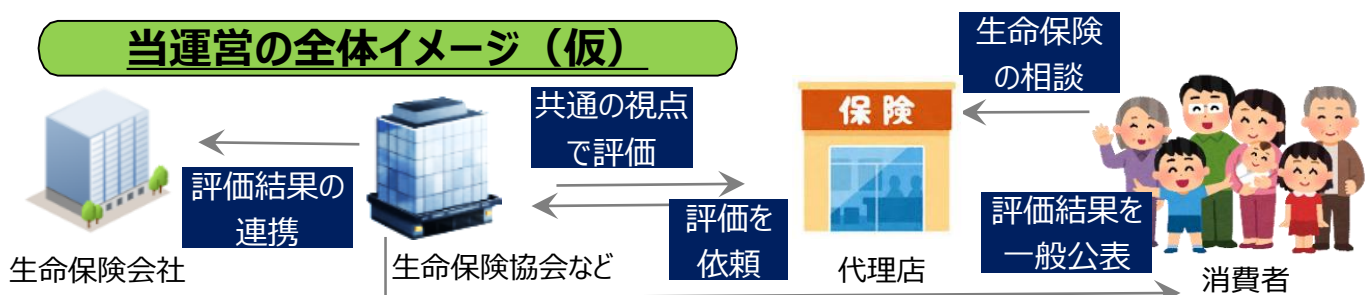 当運営の全体イメージ（仮）
生命保険
の相談
共通の視点
で評価
保険
評価結果の
連携
評価を
依頼
評価結果を
一般公表
生命保険会社
生命保険協会など
代理店
消費者